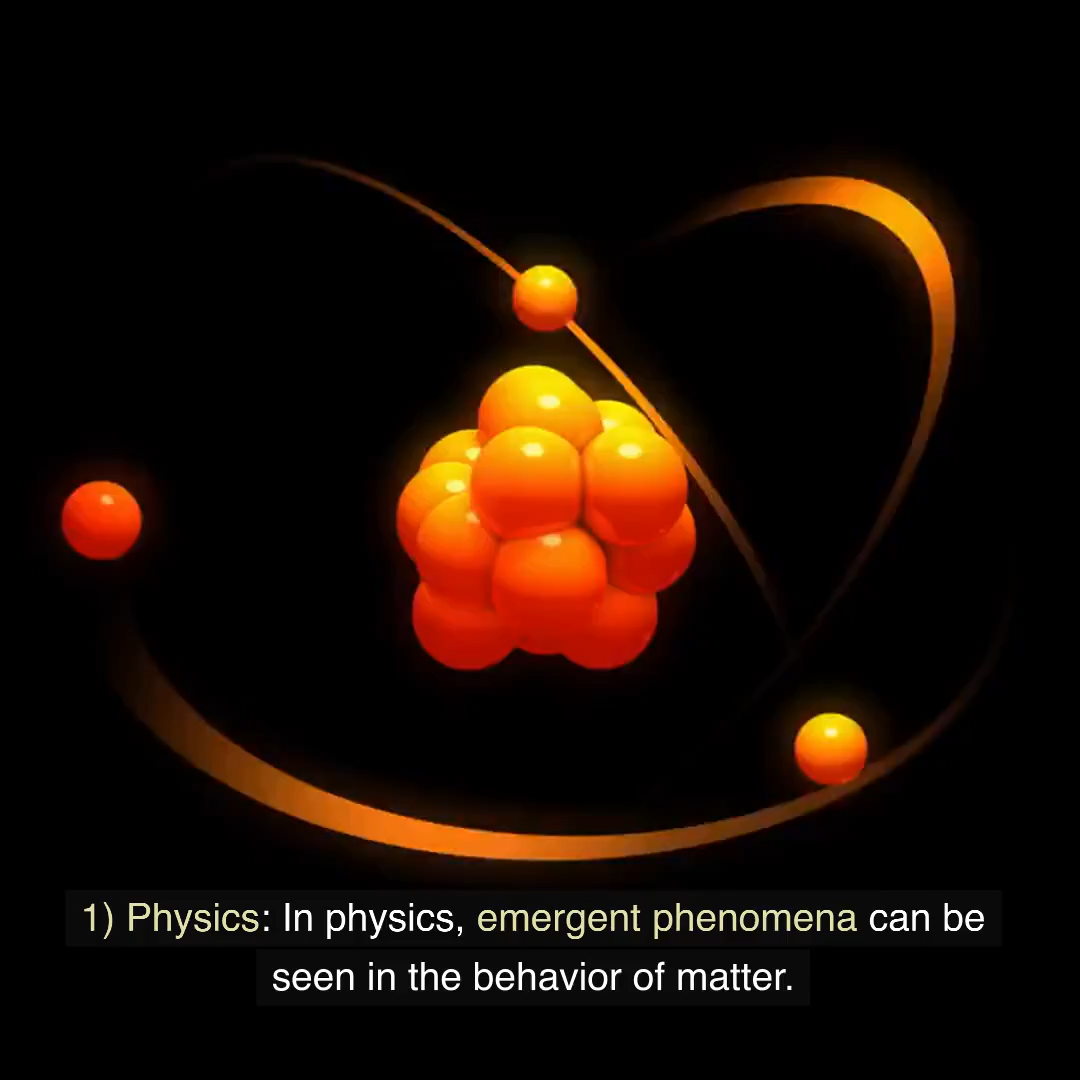 1) Physics: In physics, emergent phenomena can be
seen in the behavior of matter.